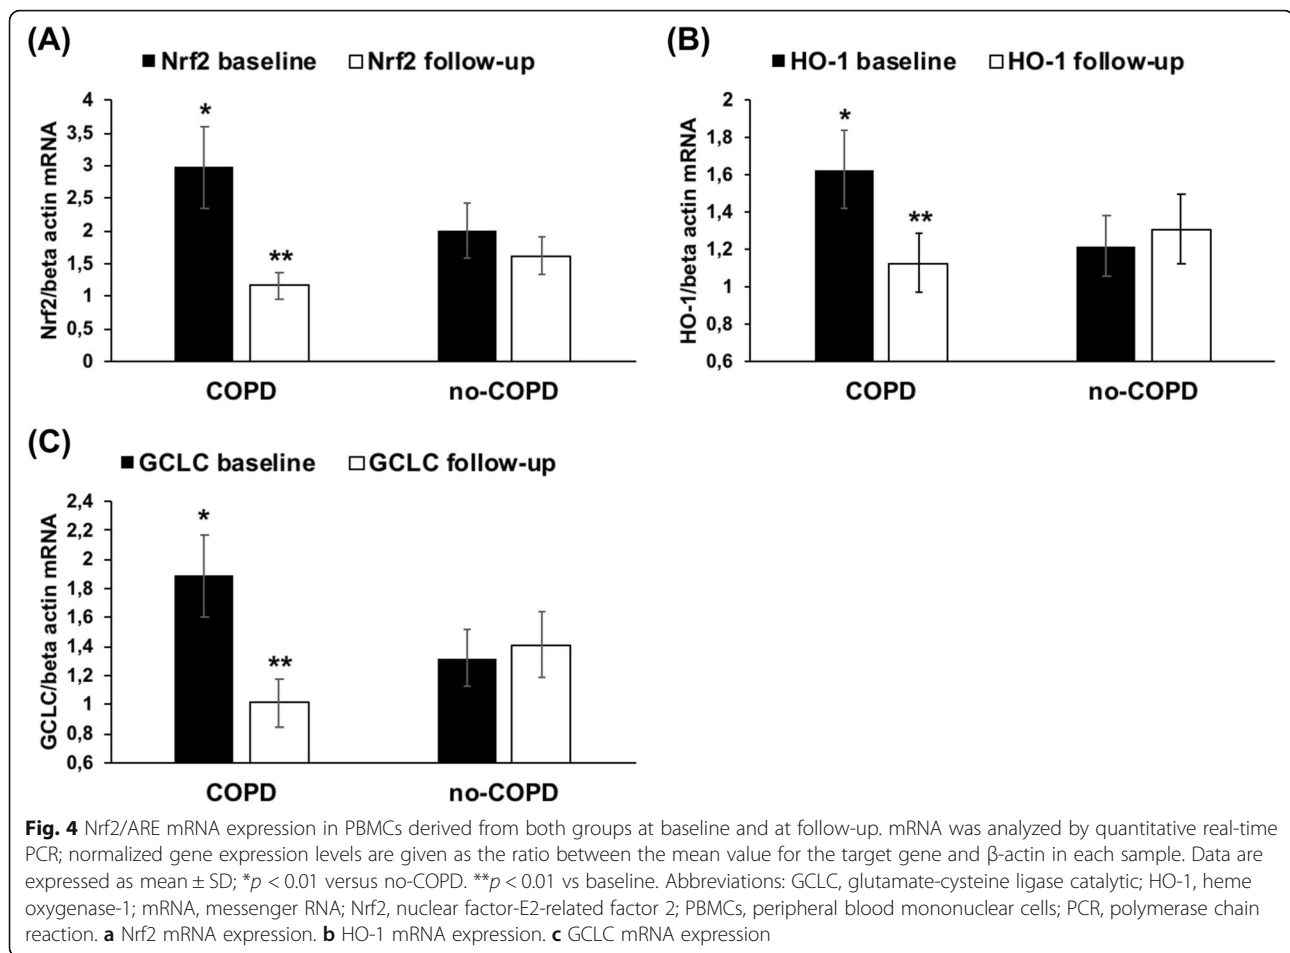 (A)
■ Nrf2 baseline □ Nrf2 follow-up
Nrf2/beta actin mRNA
4
3,5
3
2,5
2
1,5
1
0,5
0
*
**
COPD no-COPD
(B)
■ HO-1 baseline □ HO-1 follow-up
HO-1/beta actin mRNA
2
1,8
1,6
1,4
1,2
1
0,8
0,6
*
**
COPD no-COPD
(C)
■ GCLC baseline □ GCLC follow-up
GCLC/beta actin mRNA
2,4
2,2
2
1,8
1,6
1,4
1,2
1
0,8
0,6
*
**
COPD no-COPD
Fig. 4 Nrf2/ARE mRNA expression in PBMCs derived from both groups at baseline and at follow-up. mRNA was analyzed by quantitative real-time
PCR; normalized gene expression levels are given as the ratio between the mean value for the target gene and β-actin in each sample. Data are
expressed as mean ± SD; *p < 0.01 versus no-COPD. **p < 0.01 vs baseline. Abbreviations: GCLC, glutamate-cysteine ligase catalytic; HO-1, heme
oxygenase-1; mRNA, messenger RNA; Nrf2, nuclear factor-E2-related factor 2; PBMCs, peripheral blood mononuclear cells; PCR, polymerase chain
reaction. a Nrf2 mRNA expression. b HO-1 mRNA expression. c GCLC mRNA expression